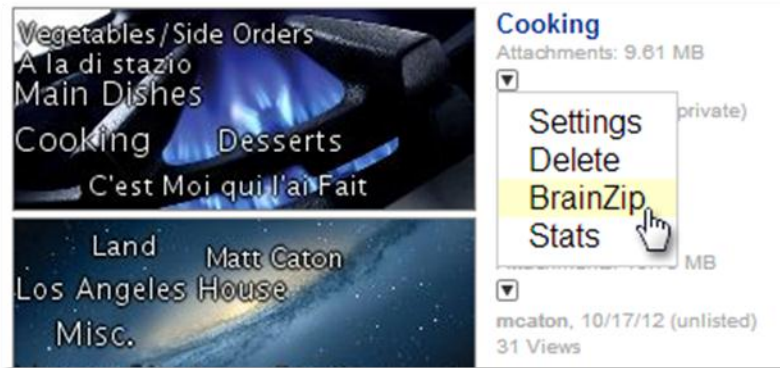 Vegetables/Side Orders
A la di stazio
Main Dishes
Cooking Desserts
C'est Moi qui l'ai Fait
Land Matt Caton
Los Angeles House
Misc.
Cooking
Attachments: 9.61 MB
private)
Settings
Delete
BrainZip
Stats
MB
mcaton, 10/17/12 (unlisted)
31 Views